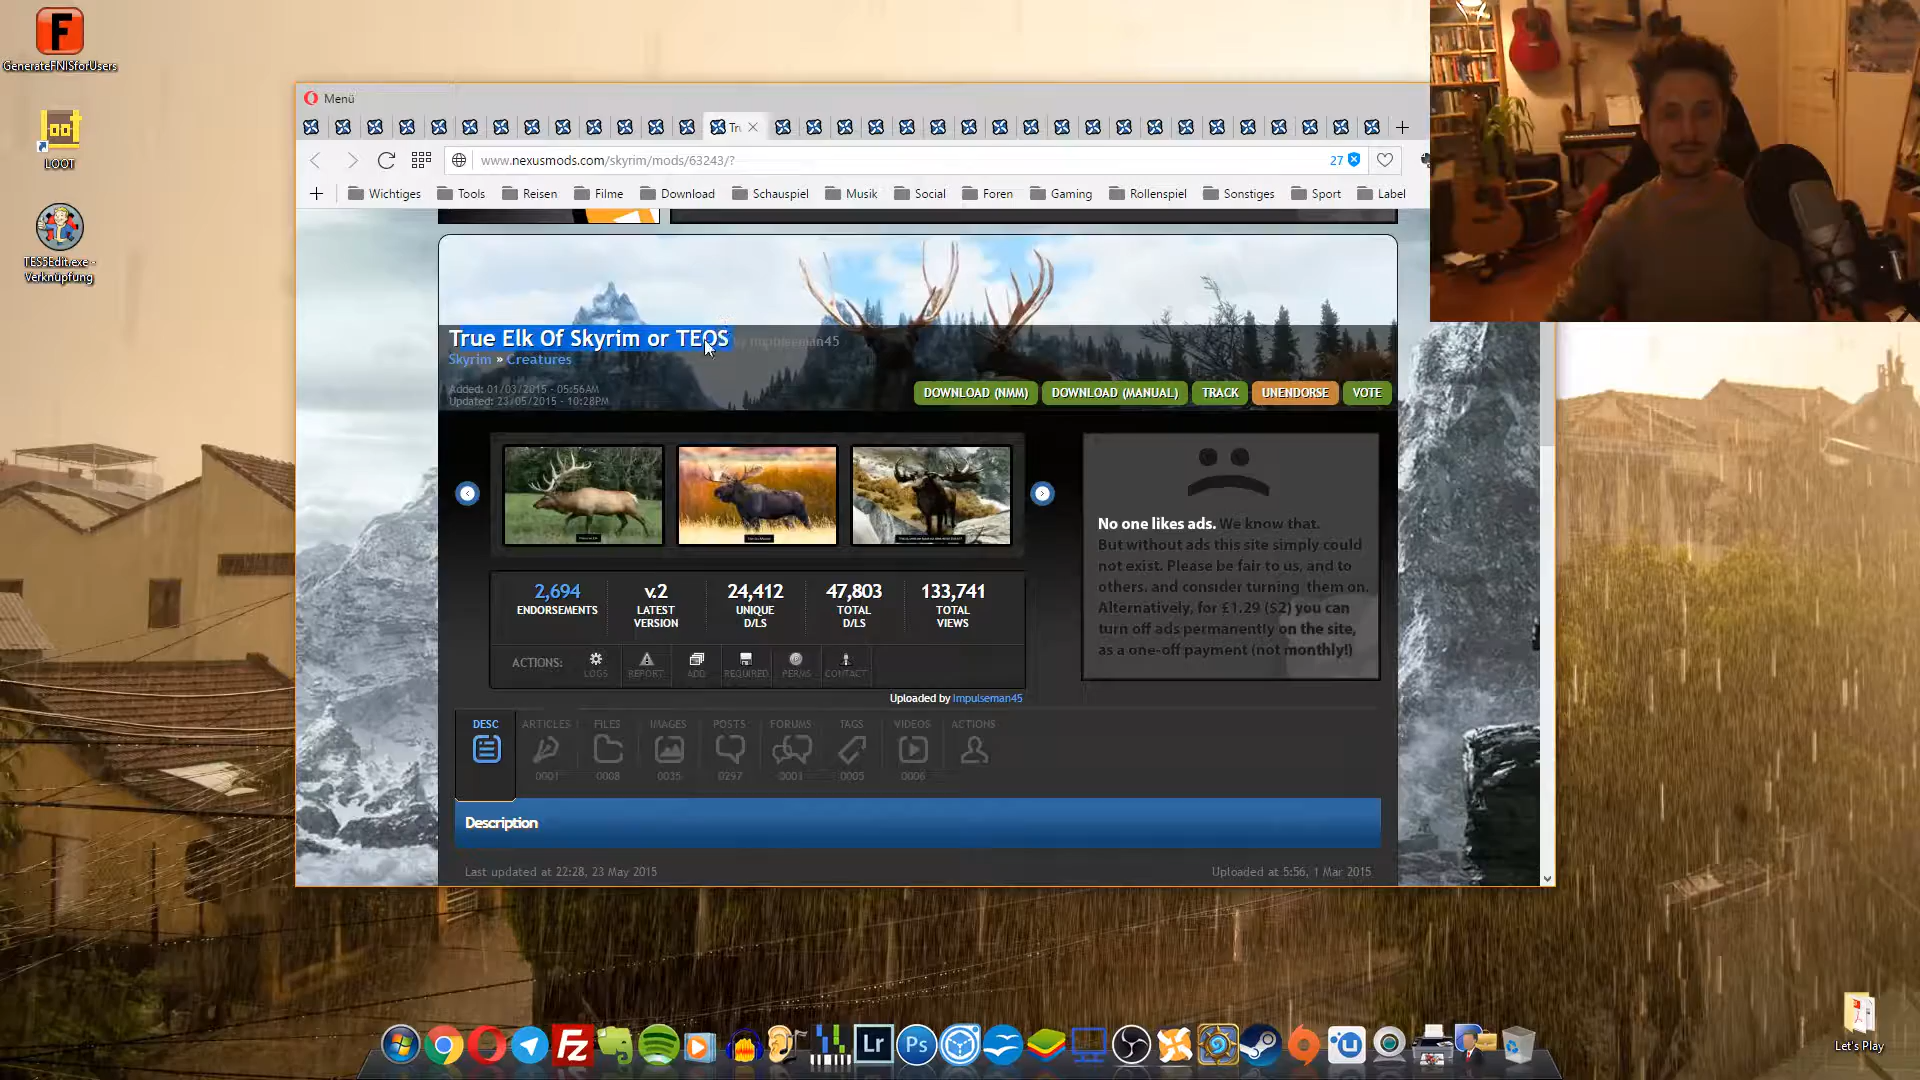 GenerateFNISforUsers
LOOT
TES5Edit.exe -
Verknüpfung
Menü
Tru
www.nexusmods.com/skyrim/mods/63243/?
27
Wichtiges
Tools
Reisen
Filme
Download
Schauspiel
Musik
Social
Foren
Gaming
Rollenspiel
Sonstiges
Sport
Label
True Elk Of Skyrim or TEOS by Impulseman45
Skyrim » Creatures
Added: 01/03/2015 - 05:56AM
Updated: 23/05/2015 - 10:28PM
DOWNLOAD (NMM)
DOWNLOAD (MANUAL)
TRACK
UNENDORSE
VOTE
No one likes ads. We know that.
But without ads this site simply could
not exist. Please be fair to us, and to
others, and consider turning them on.
Alternatively, for £1.29 ($2) you can
turn off ads permanently on the site,
as a one-off payment (not monthly!)
2,694
ENDORSEMENTS
v.2
LATEST
VERSION
24,412
UNIQUE
D/LS
47,803
TOTAL
D/LS
133,741
TOTAL
VIEWS
ACTIONS:
LOGS
REPORT
ADD
REQUIRED
PERMS
CONTACT
Uploaded by Impulseman45
DESC
ARTICLES
0001
FILES
0008
IMAGES
0035
POSTS
0297
FORUMS
0001
TAGS
0005
VIDEOS
0006
ACTIONS
Description
Last updated at 22:28, 23 May 2015
Uploaded at 5:56, 1 Mar 2015
Fz
Lr
Ps
Let's Play